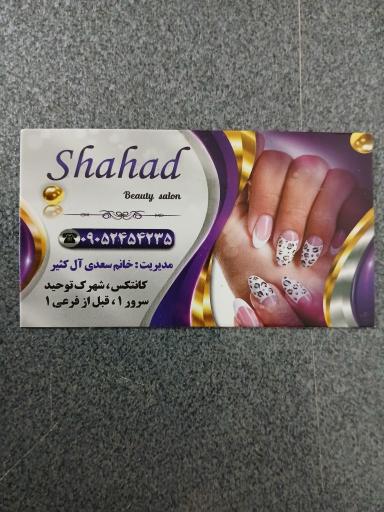 Shahad
Beauty salon
۰۹۰۵۲۴۵۴۲۳۵
مدیریت : خانم سعدی آل کثیر
کانتکس ، شهرک توحید
سرور ۱ ، قبل از فرعی ۱